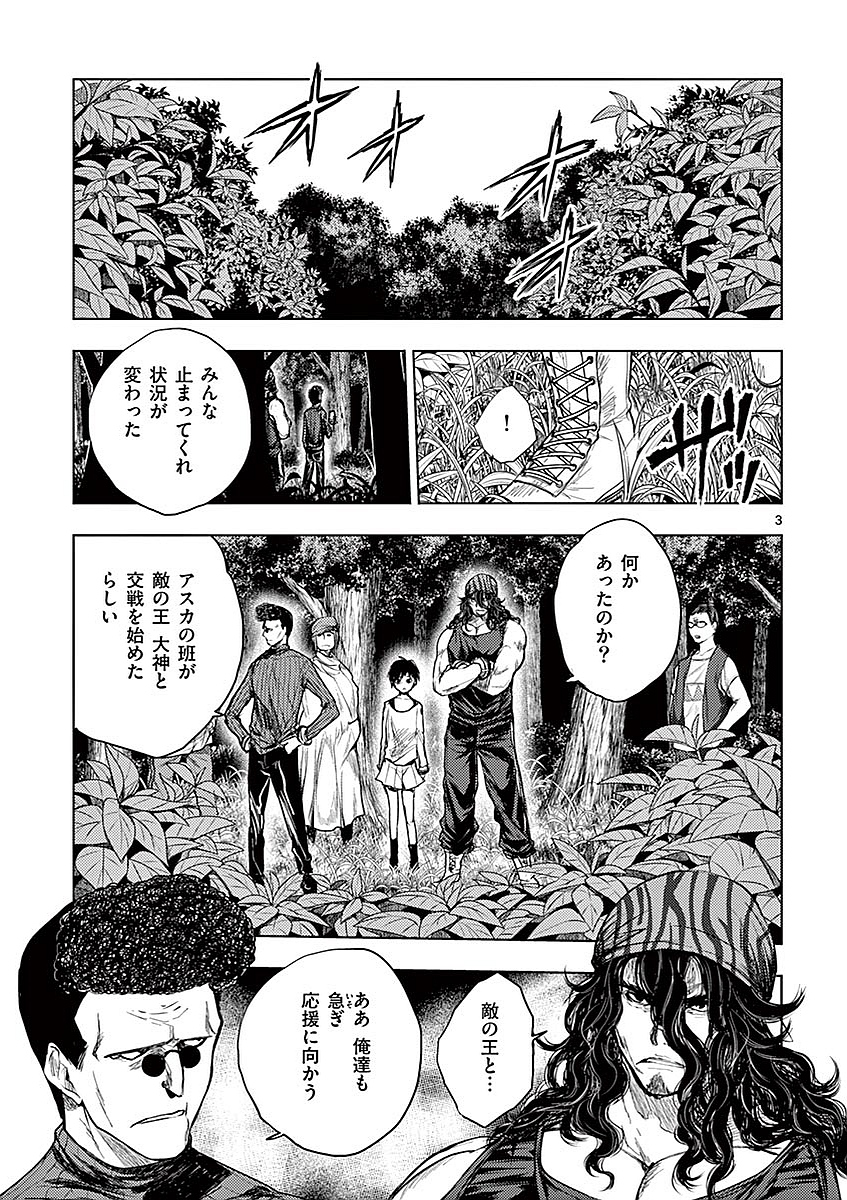 オ
オ
オ
オ
ザッ
！
みんな
止まってくれ
状況が
変わった
3
何か
あったのか？
アスカの班が
敵の王 大神と
交戦を始めた
らしい
敵の王と…
ああ 俺達も
急ぎ
いそ
応援に向かう